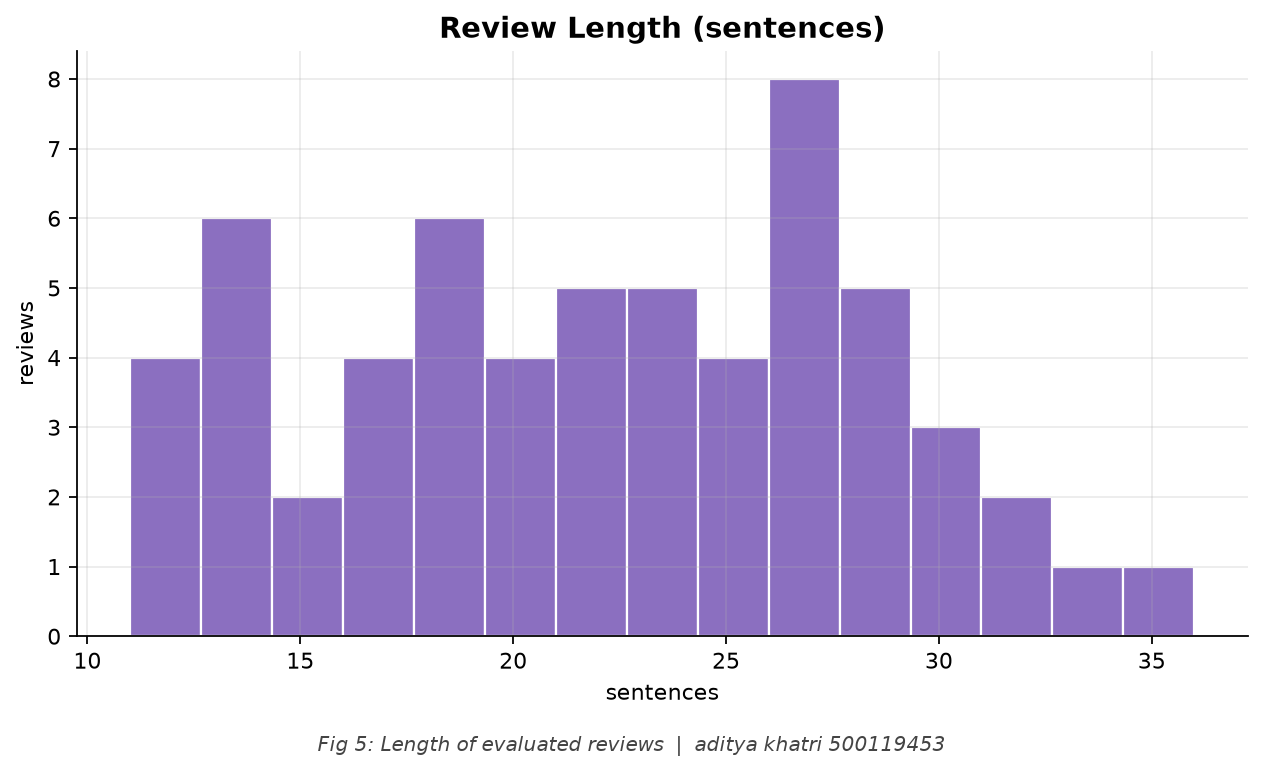 Review Length (sentences)
8
7
6
5
4
3
2
1
0
reviews
10 15 20 25 30 35
sentences
Fig 5: Length of evaluated reviews | aditya khatri 500119453